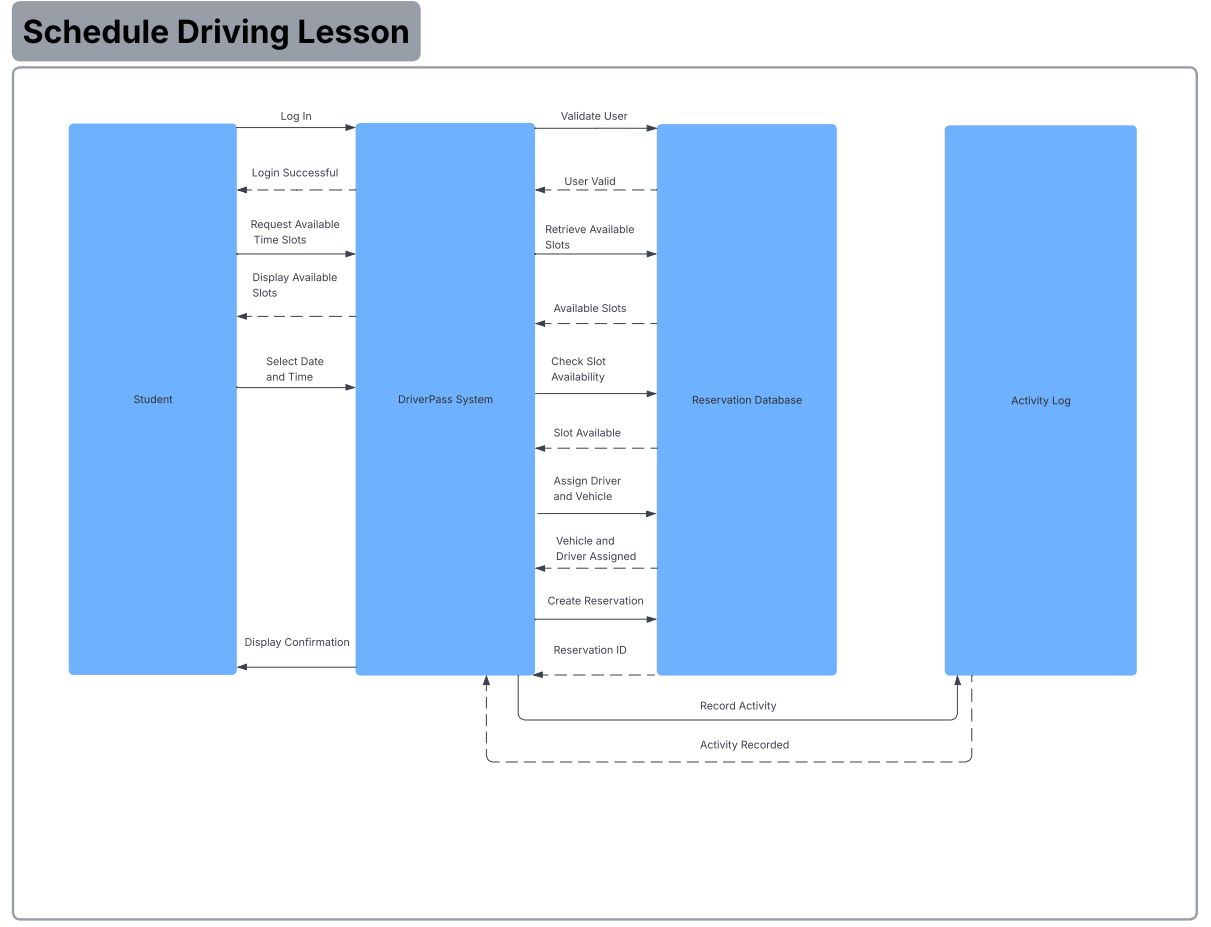 Schedule Driving Lesson
Log In
Validate User
Login Successful
User Valid
Request Available
Time Slots
Retrieve Available
Slots
Display Available
Slots
Available Slots
Select Date
and Time
Check Slot
Availability
Student
DriverPass System
Reservation Database
Activity Log
Slot Available
Assign Driver
and Vehicle
Vehicle and
Driver Assigned
Create Reservation
Display Confirmation
Reservation ID
Record Activity
Activity Recorded